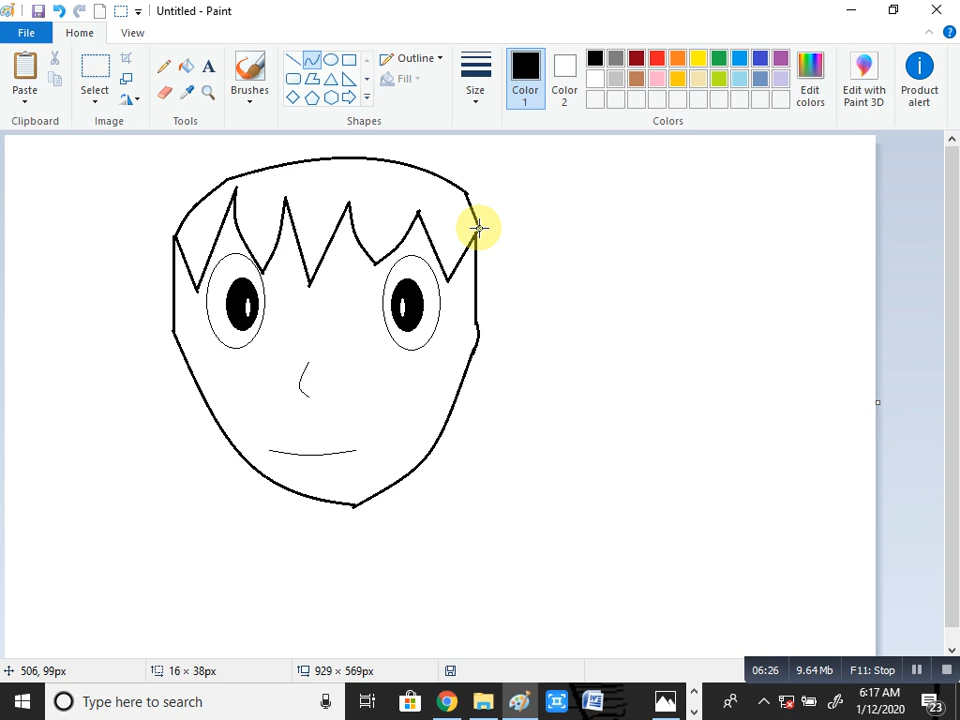 Untitled - Paint
File
Home
View
Paste
Select
Brushes
Outline
Fill
Size
Color
1
Color
2
Edit
colors
Edit with
Paint 3D
Product
alert
Clipboard
Image
Tools
Shapes
Colors
506, 99px
16 × 38px
929 × 569px
06:26
9.64 Mb
F11: Stop
Type here to search
6:17 AM
1/12/2020
23